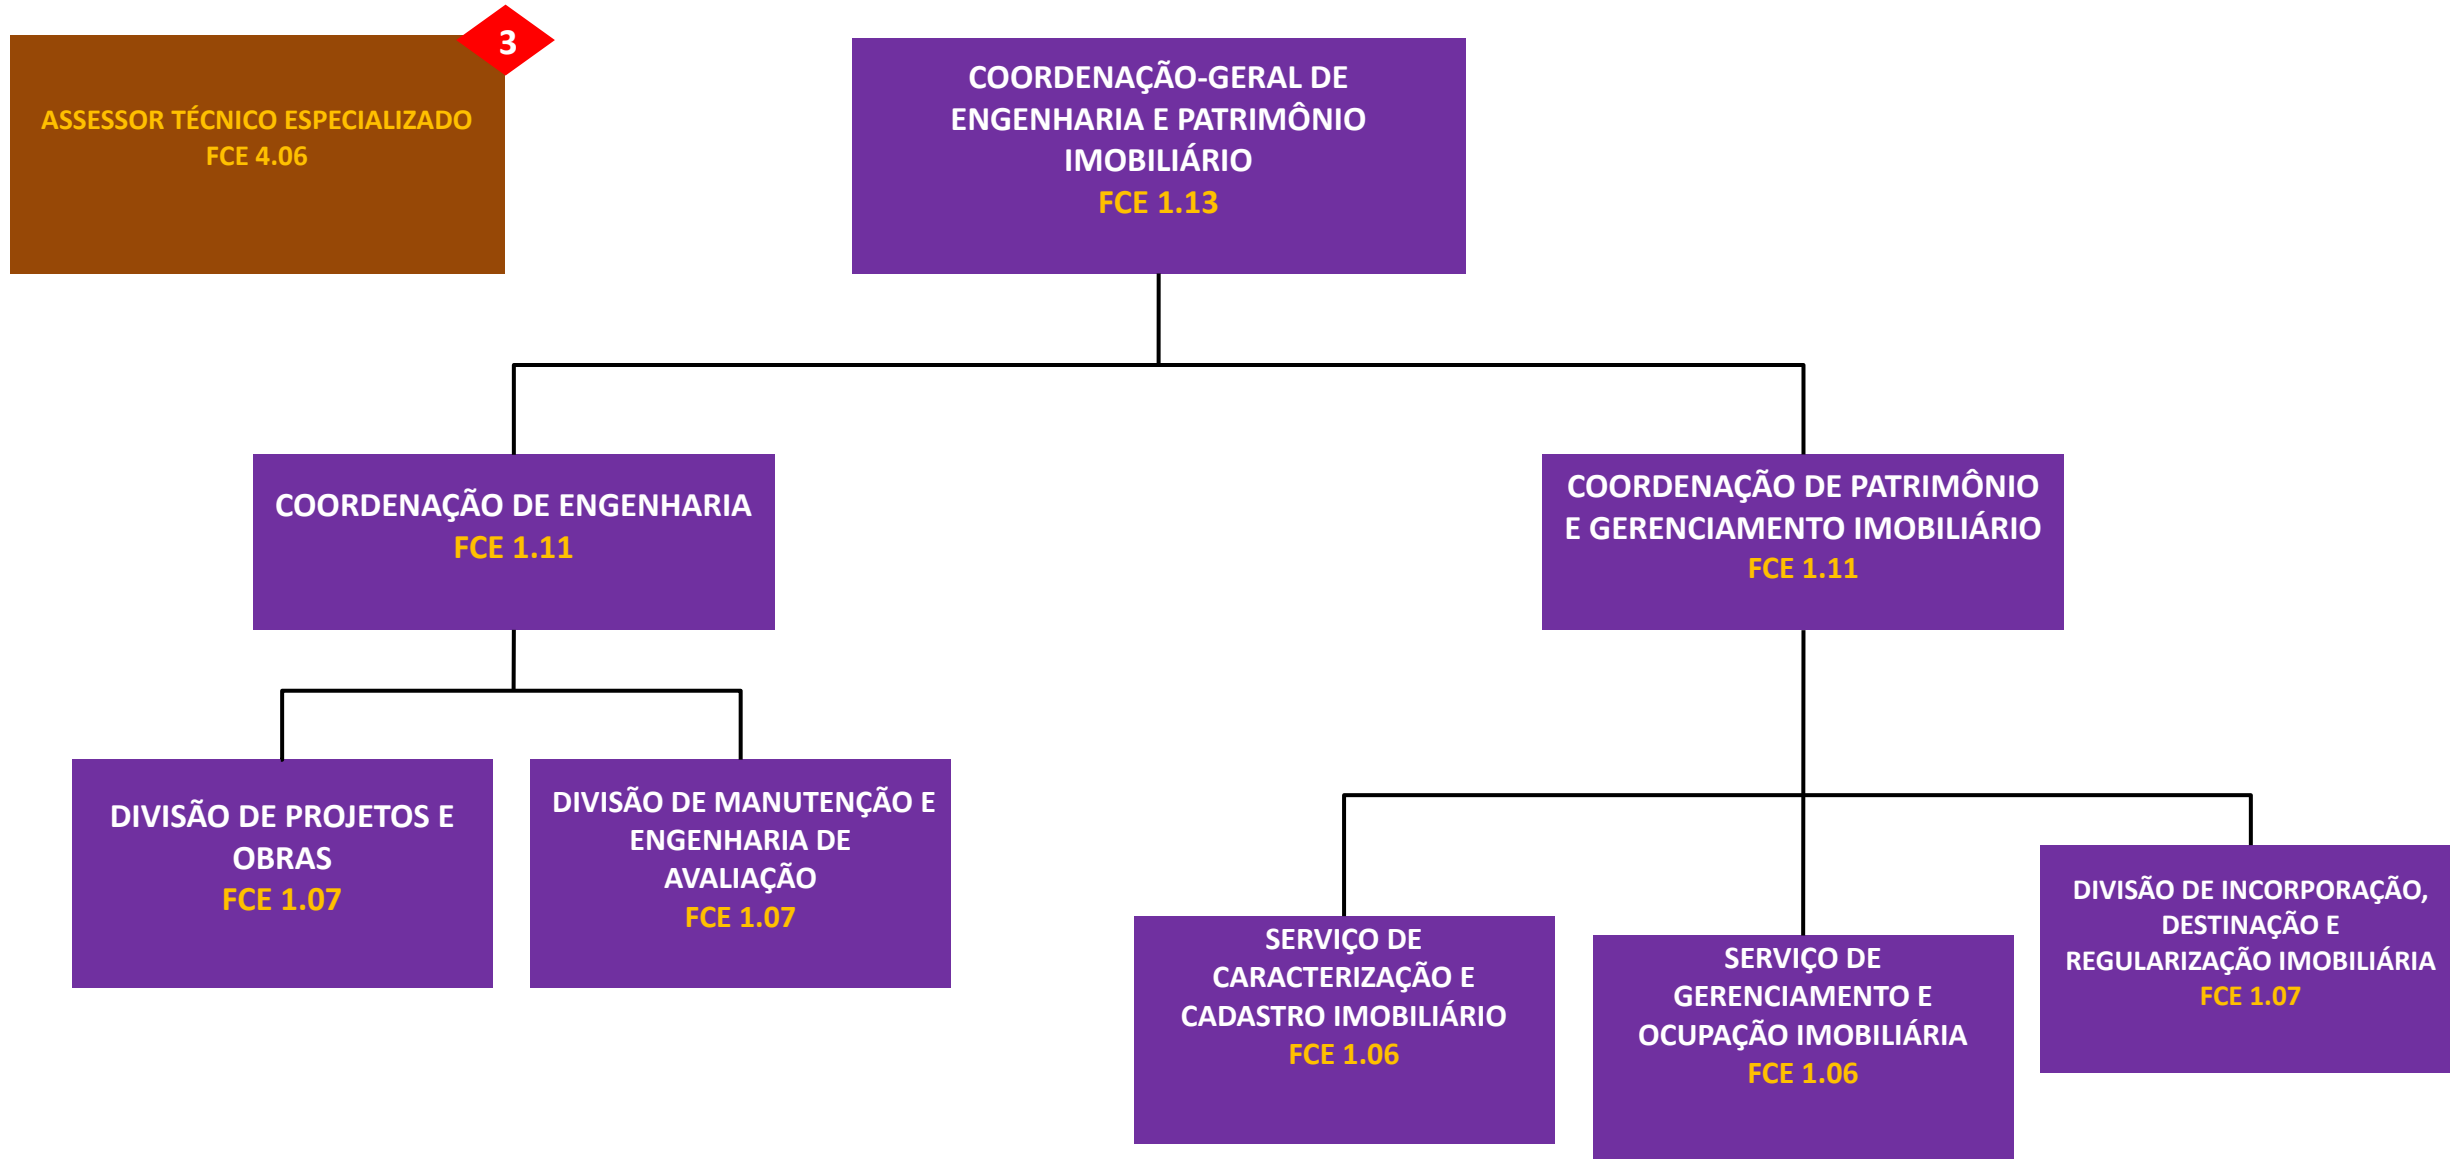 3
ASSESSOR TÉCNICO ESPECIALIZADO
FCE 4.06
COORDENAÇÃO-GERAL DE
ENGENHARIA E PATRIMÔNIO
IMOBILIÁRIO
FCE 1.13
COORDENAÇÃO DE ENGENHARIA
FCE 1.11
COORDENAÇÃO DE PATRIMÔNIO
E GERENCIAMENTO IMOBILIÁRIO
FCE 1.11
DIVISÃO DE PROJETOS E
OBRAS
FCE 1.07
DIVISÃO DE MANUTENÇÃO E
ENGENHARIA DE
AVALIAÇÃO
FCE 1.07
SERVIÇO DE
CARACTERIZAÇÃO E
CADASTRO IMOBILIÁRIO
FCE 1.06
SERVIÇO DE
GERENCIAMENTO E
OCUPAÇÃO IMOBILIÁRIA
FCE 1.06
DIVISÃO DE INCORPORAÇÃO,
DESTINAÇÃO E
REGULARIZAÇÃO IMOBILIÁRIA
FCE 1.07